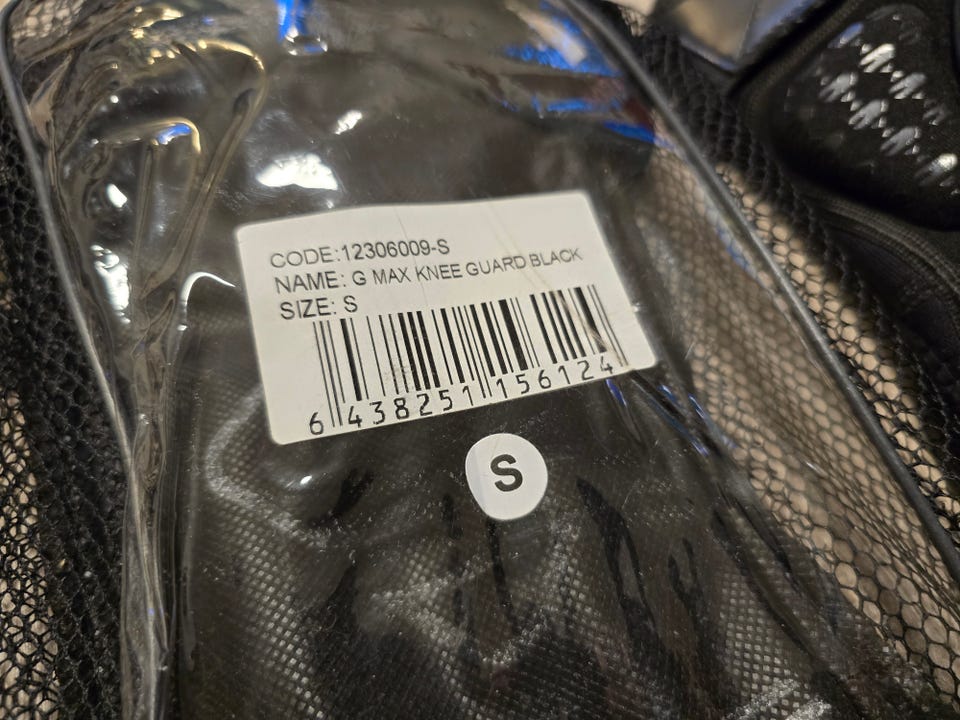 CODE:12306009-S
NAME: G MAX KNEE GUARD BLACK
SIZE: S
6 438251 156124
S